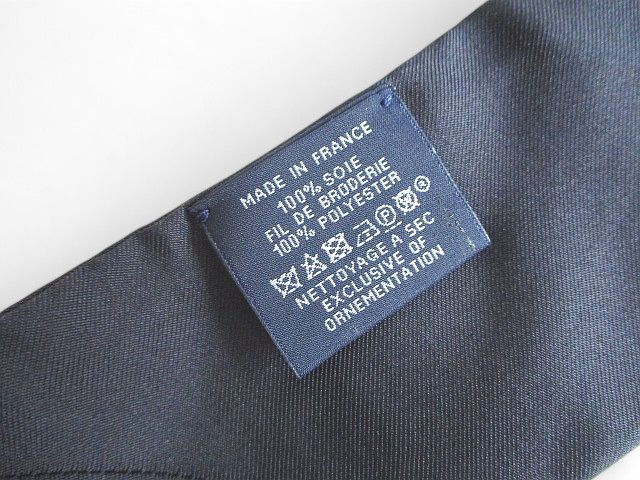 MADE IN FRANCE
100% SOIE
FIL DE BRODERIE
100% POLYESTER
P
NETTOYAGE A SEC
EXCLUSIVE OF
ORNEMENTATION